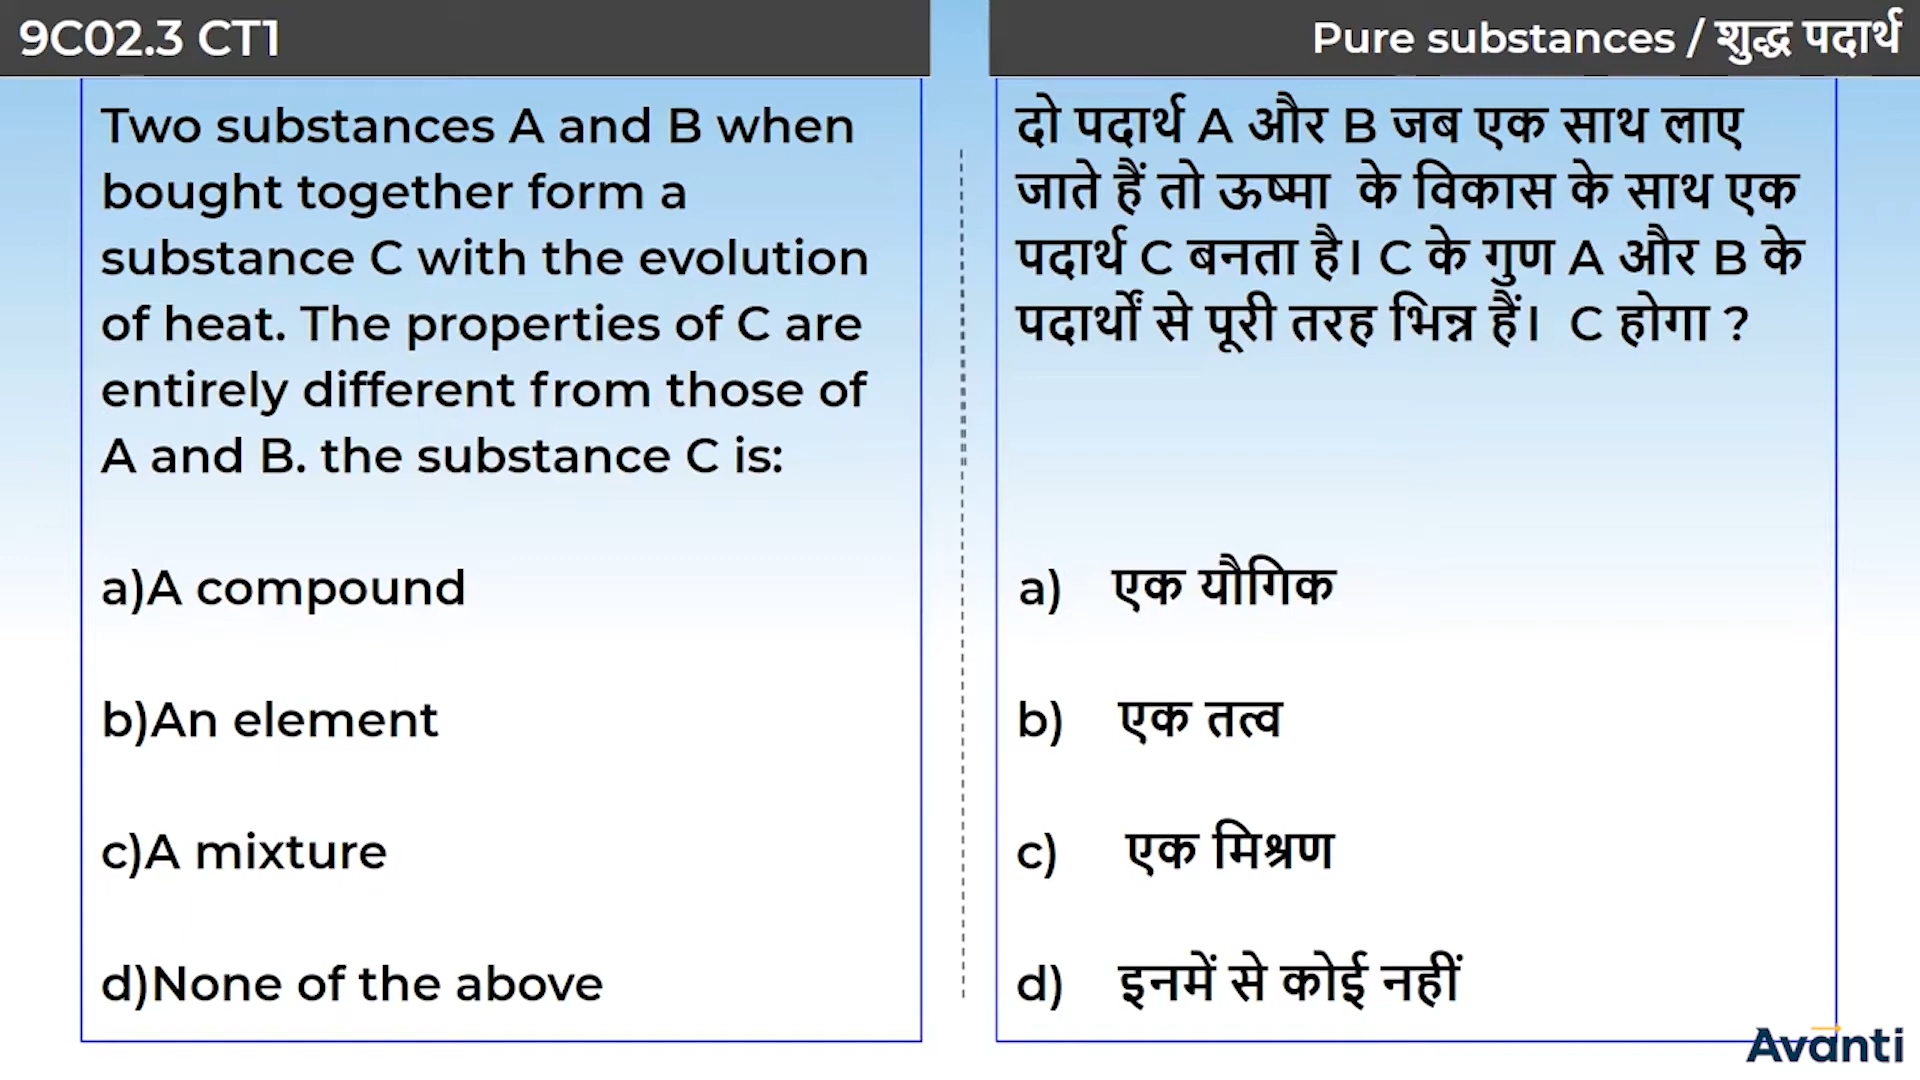 9C02.3 CT1
Pure substances / शुद्ध पदार्थ
Two substances A and B when
bought together form a
substance C with the evolution
of heat. The properties of C are
entirely different from those of
A and B. the substance C is:
a)A compound
b)An element
c)A mixture
d)None of the above
दो पदार्थ A और B जब एक साथ लाए
जाते हैं तो ऊष्मा के विकास के साथ एक
पदार्थ C बनता है। C के गुण A और B के
पदार्थों से पूरी तरह भिन्न हैं। C होगा ?
a) एक यौगिक
b) एक तत्व
c) एक मिश्रण
d) इनमें से कोई नहीं
Avanti